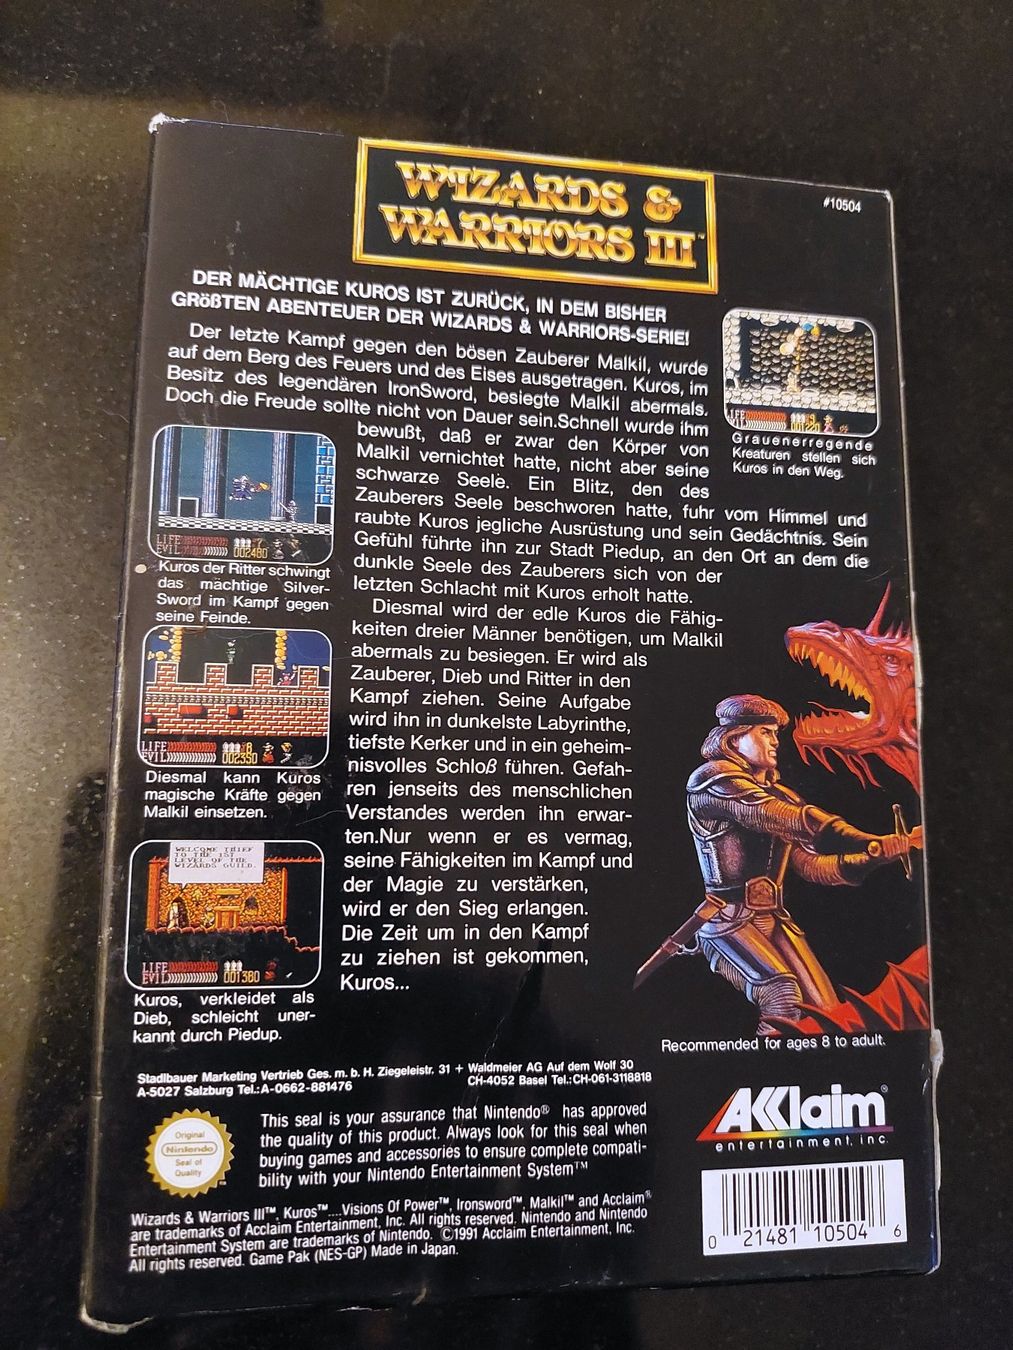 WIZARDS &
WARRIORS III™
#10504
DER MÄCHTIGE KUROS IST ZURÜCK, IN DEM BISHER
GRÖßTEN ABENTEUER DER WIZARDS & WARRIORS-SERIE!
Der letzte Kampf gegen den bösen Zauberer Malkil, wurde
auf dem Berg des Feuers und des Eises ausgetragen. Kuros, im
Besitz des legendären IronSword, besiegte Malkil abermals.
Doch die Freude sollte nicht von Dauer sein.Schnell wurde ihm
bewußt, daß er zwar den Körper von
Malkil vernichtet hatte, nicht aber seine
schwarze Seele. Ein Blitz, den des
Zauberers Seele beschworen hatte, fuhr vom Himmel und
raubte Kuros jegliche Ausrüstung und sein Gedächtnis. Sein
Gefühl führte ihn zur Stadt Piedup, an den Ort an dem die
dunkle Seele des Zauberers sich von der
letzten Schlacht mit Kuros erholt hatte.
Diesmal wird der edle Kuros die Fähig-
keiten dreier Männer benötigen, um Malkil
abermals zu besiegen. Er wird als
Zauberer, Dieb und Ritter in den
Kampf ziehen. Seine Aufgabe
wird ihn in dunkelste Labyrinthe,
tiefste Kerker und in ein geheim-
nisvolles Schloß führen. Gefah-
ren jenseits des menschlichen
Verstandes werden ihn erwar-
ten.Nur wenn er es vermag,
seine Fähigkeiten im Kampf und
der Magie zu verstärken,
wird er den Sieg erlangen.
Die Zeit um in den Kampf
zu ziehen ist gekommen,
Kuros...
LIFE
Grauenerregende
Kreaturen stellen sich
Kuros in den Weg.
LIFE
EVIL
002460
Kuros der Ritter schwingt
das mächtige Silver-
Sword im Kampf gegen
seine Feinde.
LIFE
EVIL
002350
Diesmal kann Kuros
magische Kräfte gegen
Malkil einsetzen.
WELCOME THIEF
TO THE 1ST
LEVEL OF THE
WIZARDS GUILD.
LIFE
EVIL
001380
Kuros, verkleidet als
Dieb, schleicht uner-
kannt durch Piedup.
Recommended for ages 8 to adult.
Stadlbauer Marketing Vertrieb Ges. m. b. H. Ziegeleistr. 31 + Waldmeier AG Auf dem Wolf 30
A-5027 Salzburg Tel.:A-0662-881476 CH-4052 Basel Tel.:CH-061-3118818
Original
Nintendo
Seal of
Quality
This seal is your assurance that Nintendo® has approved
the quality of this product. Always look for this seal when
buying games and accessories to ensure complete compati-
bility with your Nintendo Entertainment System™
AKKlaim®
entertainment, inc.
Wizards & Warriors III™, Kuros™....Visions Of Power™, Ironsword™, Malkil™ and Acclaim®
are trademarks of Acclaim Entertainment, Inc. All rights reserved. Nintendo and Nintendo
Entertainment System are trademarks of Nintendo. ©1991 Acclaim Entertainment, Inc.
All rights reserved. Game Pak (NES-GP) Made in Japan.
0 21481 10504 6